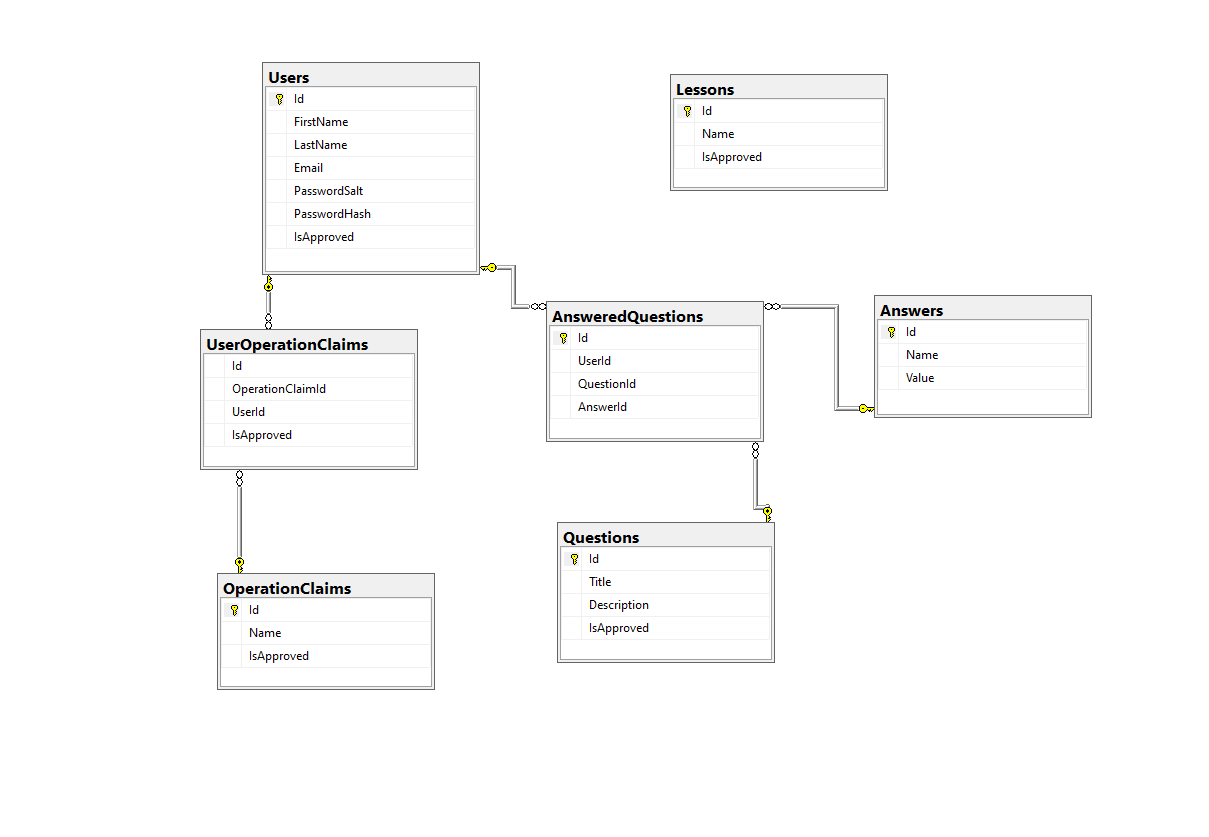 Users
Id
FirstName
LastName
Email
PasswordSalt
PasswordHash
IsApproved
Lessons
Id
Name
IsApproved
UserOperationClaims
Id
OperationClaimId
UserId
IsApproved
AnsweredQuestions
Id
UserId
QuestionId
AnswerId
Answers
Id
Name
Value
OperationClaims
Id
Name
IsApproved
Questions
Id
Title
Description
IsApproved